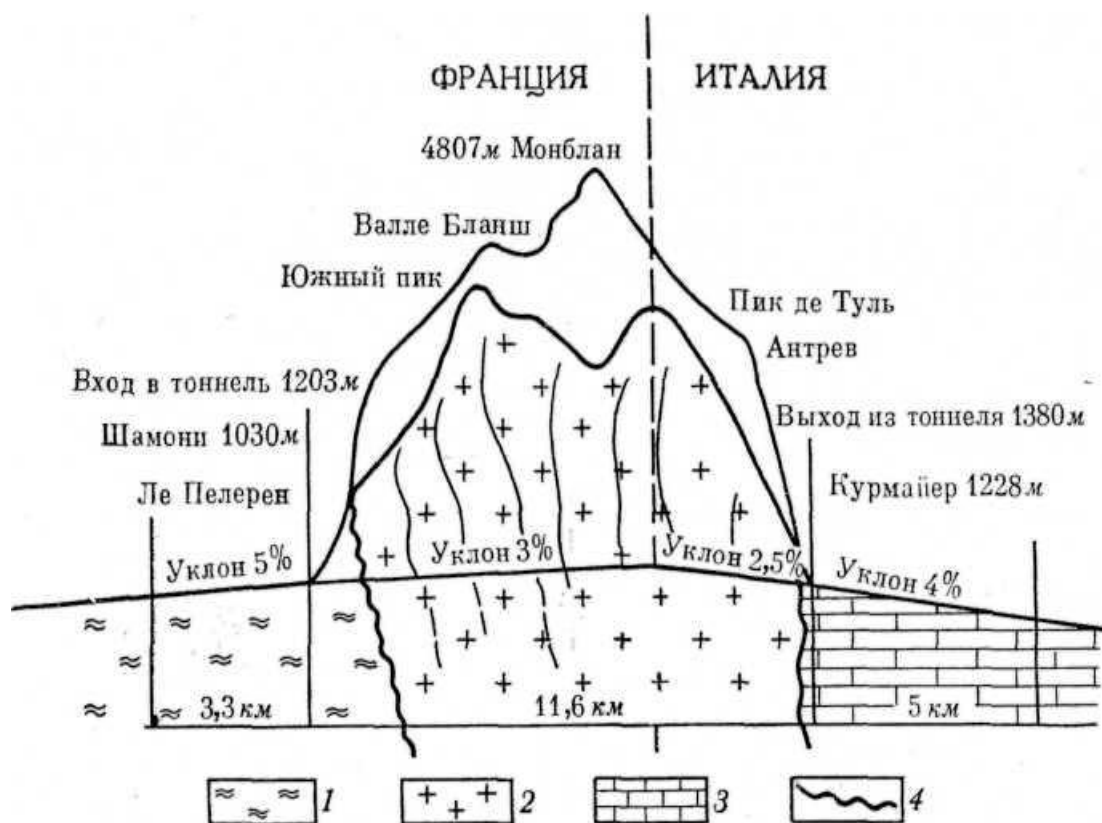 ФРАНЦИЯ ИТАЛИЯ
4807м Монблан
Валле Бланш
Южный пик
Пик де Туль
Антрев
Вход в тоннель 1203м
Выход из тоннеля 1380м
Шамони 1030м
Ле Пелерен
Курмайер 1228м
Уклон 5%
Уклон 3%
Уклон 2,5%
Уклон 4%
3,3 км
11,6 км
5 км
1 2 3 4